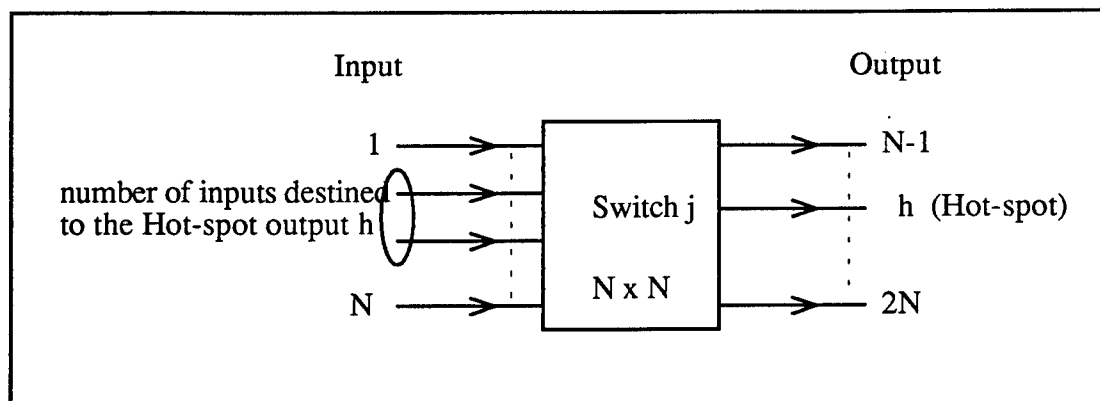 Input
Output
1
N-1
number of inputs destined
to the Hot-spot output h
Switch j
h (Hot-spot)
N x N
N
2N